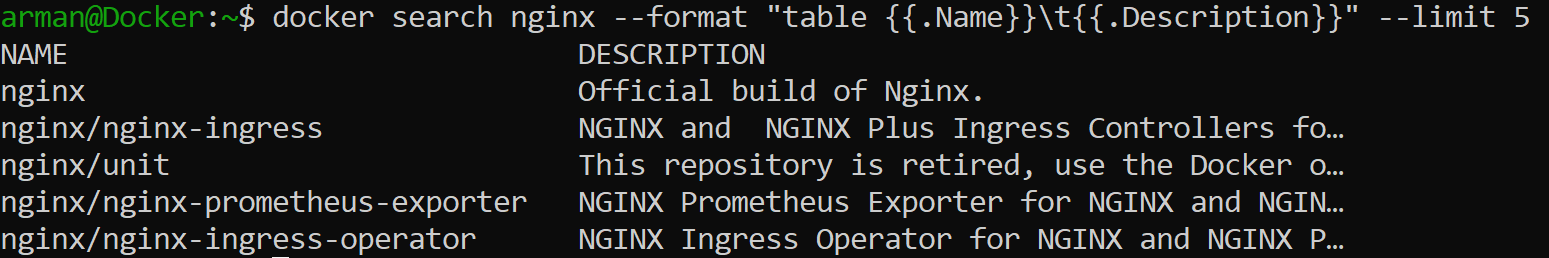 arman@Docker:~$ docker search nginx --format "table {{.Name}}\t{{.Description}}" --limit 5
NAME                              DESCRIPTION
nginx                             Official build of Nginx.
nginx/nginx-ingress               NGINX and  NGINX Plus Ingress Controllers fo…
nginx/unit                        This repository is retired, use the Docker o…
nginx/nginx-prometheus-exporter   NGINX Prometheus Exporter for NGINX and NGIN…
nginx/nginx-ingress-operator      NGINX Ingress Operator for NGINX and NGINX P…